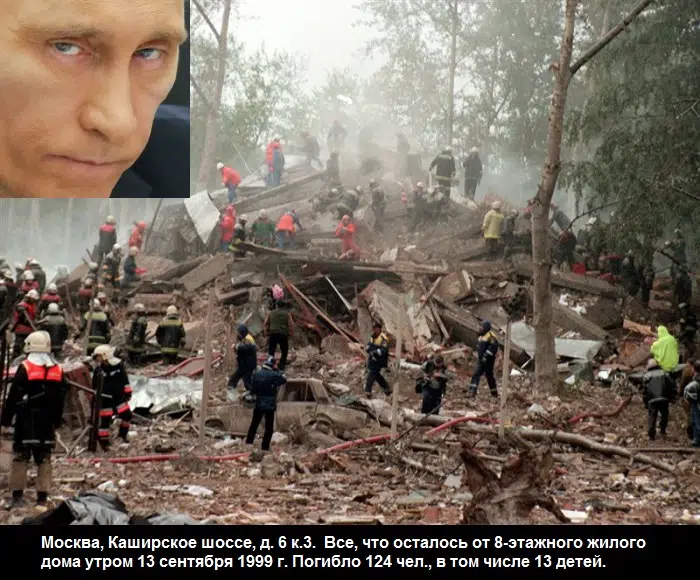 Москва, Каширское шоссе, д. 6 к.3. Все, что осталось от 8-этажного жилого
дома утром 13 сентября 1999 г. Погибло 124 чел., в том числе 13 детей.